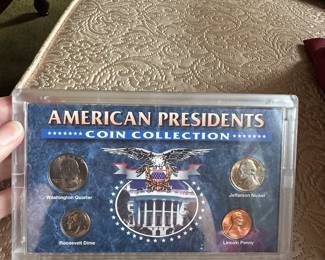 AMERICAN PRESIDENTS
COIN COLLECTION
Washington Quarter
Jefferson Nickel
Roosevelt Dime
Lincoln Penny